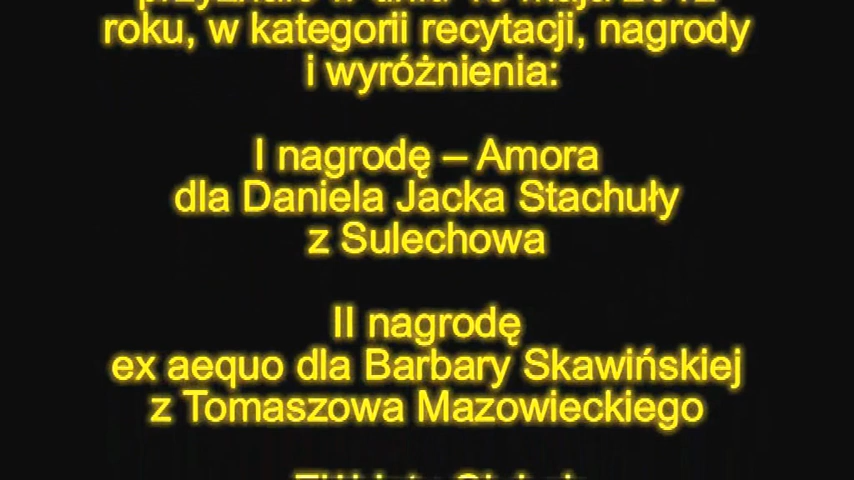 roku, w kategorii recytacji, nagrody
i wyróżnienia:
I nagrodę – Amora
dla Daniela Jacka Stachuły
z Sulechowa
II nagrodę
ex aequo dla Barbary Skawińskiej
z Tomaszowa Mazowieckiego